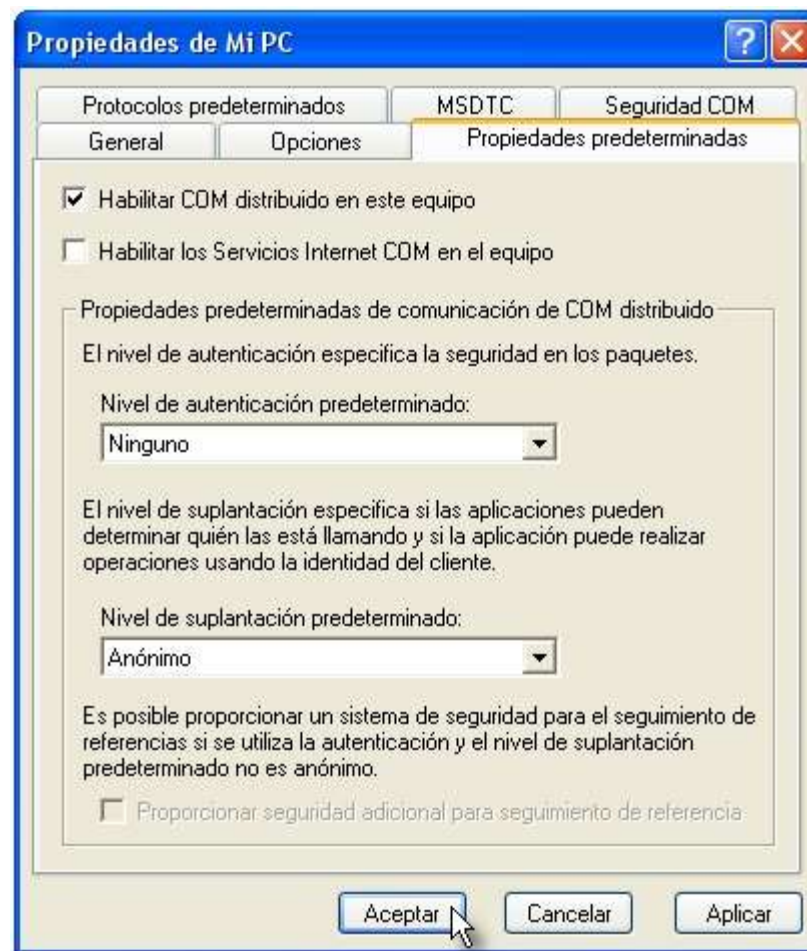 Propiedades de Mi PC
Protocolos predeterminados MSDTC Seguridad COM
General Opciones Propiedades predeterminadas
Habilitar COM distribuido en este equipo
Habilitar los Servicios Internet COM en el equipo
Propiedades predeterminadas de comunicación de COM distribuido
El nivel de autenticación especifica la seguridad en los paquetes.
Nivel de autenticación predeterminado:
Ninguno
El nivel de suplantación especifica si las aplicaciones pueden
determinar quién las está llamando y si la aplicación puede realizar
operaciones usando la identidad del cliente.
Nivel de suplantación predeterminado:
Anónimo
Es posible proporcionar un sistema de seguridad para el seguimiento de
referencias si se utiliza la autenticación y el nivel de suplantación
predeterminado no es anónimo.
Proporcionar seguridad adicional para seguimiento de referencia
Aceptar Cancelar Aplicar